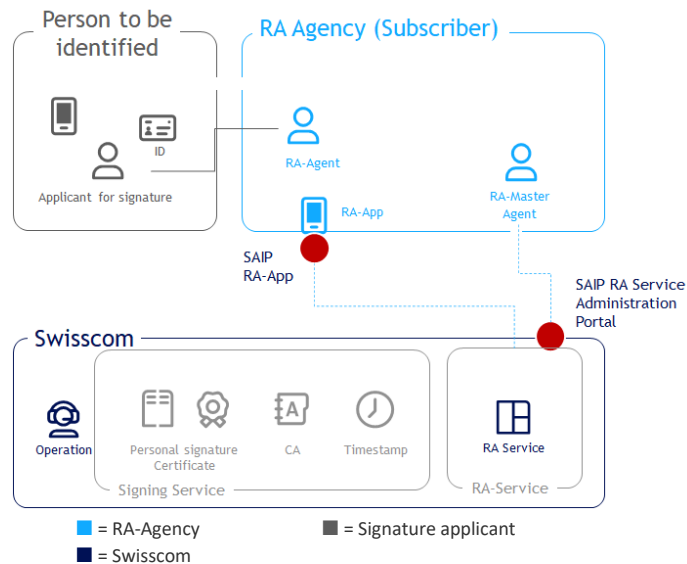 Person to be
identified
RA Agency (Subscriber)
ID
Applicant for signature
RA-Agent
RA-App
RA-Master
Agent
SAIP
RA-App
SAIP RA Service
Administration
Portal
Swisscom
Operation
Personal signature
Certificate
A
CA
Timestamp
RA Service
Signing Service
RA-Service
= RA-Agency
= Signature applicant
= Swisscom